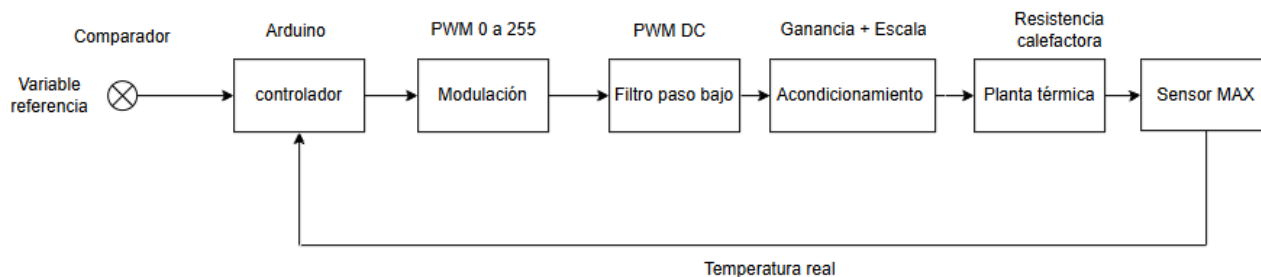 Comparador
Arduino
PWM 0 a 255
PWM DC
Ganancia + Escala
Resistencia
calefactora
Variable
referencia
controlador
Modulación
Filtro paso bajo
Acondicionamiento
Planta térmica
Sensor MAX
Temperatura real